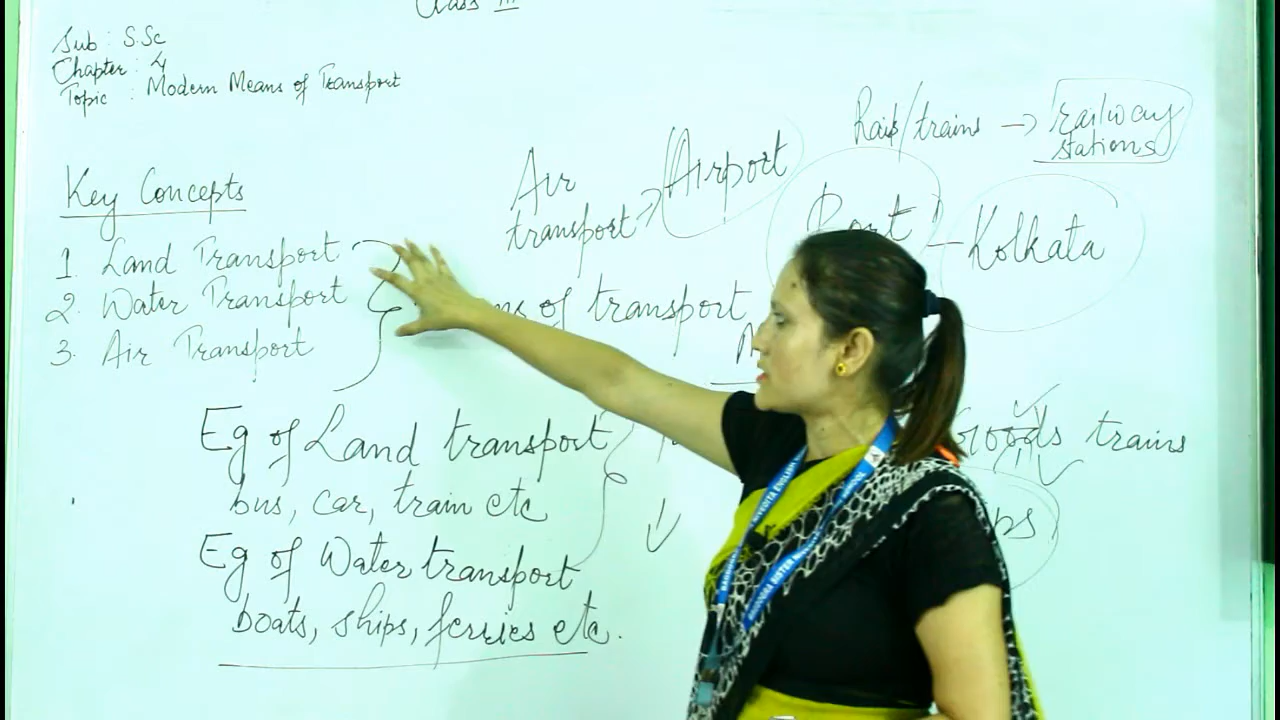 Class III
Sub : S.Sc
Chapter : 4
Topic : Modern Means of Transport
Key Concepts
1. Land Transport
2. Water Transport
3. Air Transport
Air transport → Airport
Rails/trains → railway stations
Port – Kolkata
of transport
Eg of Land transport
bus, car, train etc
Eg of Water transport
boats, ships, ferries etc.
Goods trains